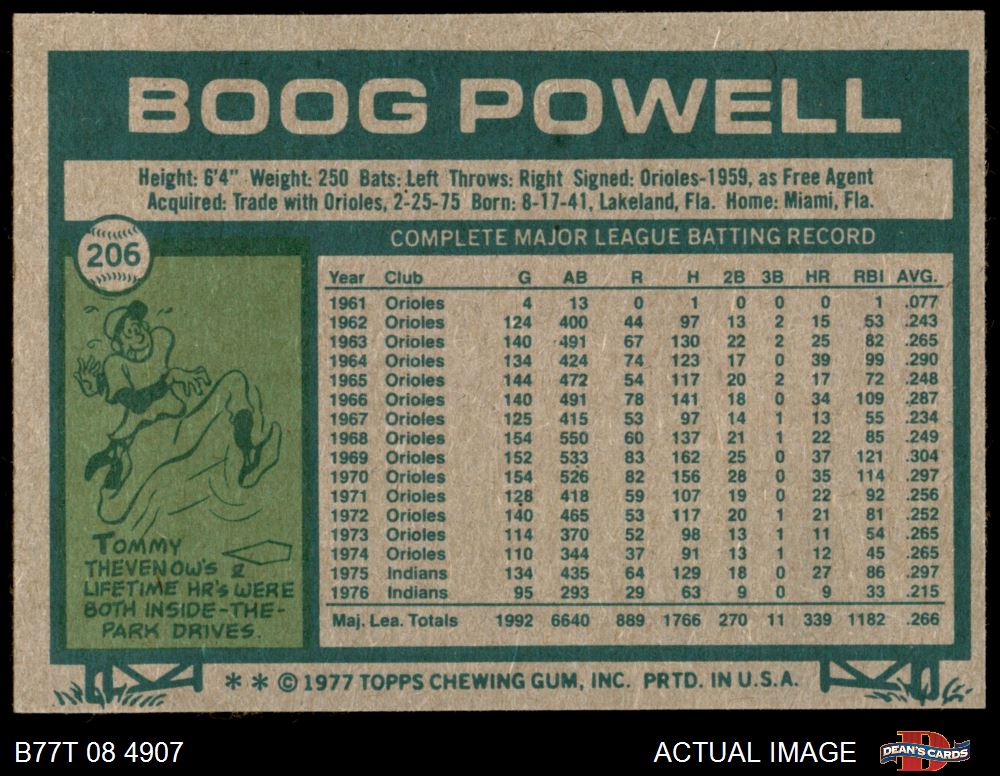 BOOG POWELL
Height: 6'4" Weight: 250 Bats: Left Throws: Right Signed: Orioles-1959, as Free Agent
Acquired: Trade with Orioles, 2-25-75 Born: 8-17-41, Lakeland, Fla. Home: Miami, Fla.
206
COMPLETE MAJOR LEAGUE BATTING RECORD
Year Club G AB R H 2B 3B HR RBI AVG.
1961 Orioles 4 13 0 1 0 0 0 1 .077
1962 Orioles 124 400 44 97 13 2 15 53 .243
1963 Orioles 140 491 67 130 22 2 25 82 .265
1964 Orioles 134 424 74 123 17 0 39 99 .290
1965 Orioles 144 472 54 117 20 2 17 72 .248
1966 Orioles 140 491 78 141 18 0 34 109 .287
1967 Orioles 125 415 53 97 14 1 13 55 .234
1968 Orioles 154 550 60 137 21 1 22 85 .249
1969 Orioles 152 533 83 162 25 0 37 121 .304
1970 Orioles 154 526 82 156 28 0 35 114 .297
1971 Orioles 128 418 59 107 19 0 22 92 .256
1972 Orioles 140 465 53 117 20 1 21 81 .252
1973 Orioles 114 370 52 98 13 1 11 54 .265
1974 Orioles 110 344 37 91 13 1 12 45 .265
1975 Indians 134 435 64 129 18 0 27 86 .297
1976 Indians 95 293 29 63 9 0 9 33 .215
Maj. Lea. Totals 1992 6640 889 1766 270 11 339 1182 .266
TOMMY
THEVENOW'S 2
LIFETIME HR'S WERE
BOTH INSIDE-THE-
PARK DRIVES.
** © 1977 TOPPS CHEWING GUM, INC. PRTD. IN U.S.A.
B77T 08 4907
ACTUAL IMAGE
DEAN'S CARDS